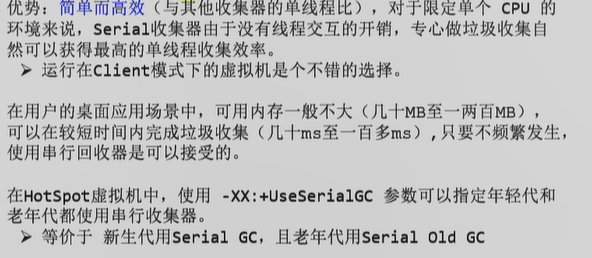 优势：简单而高效（与其他收集器的单线程比），对于限定单个 CPU 的
环境来说，Serial收集器由于没有线程交互的开销，专心做垃圾收集自
然可以获得最高的单线程收集效率。
➢ 运行在Client模式下的虚拟机是个不错的选择。
在用户的桌面应用场景中，可用内存一般不大（几十MB至一两百MB），
可以在较短时间内完成垃圾收集（几十ms至一百多ms）,只要不频繁发生，
使用串行回收器是可以接受的。
在HotSpot虚拟机中，使用 -XX:+UseSerialGC 参数可以指定年轻代和
老年代都使用串行收集器。
➢ 等价于 新生代用Serial GC，且老年代用Serial Old GC